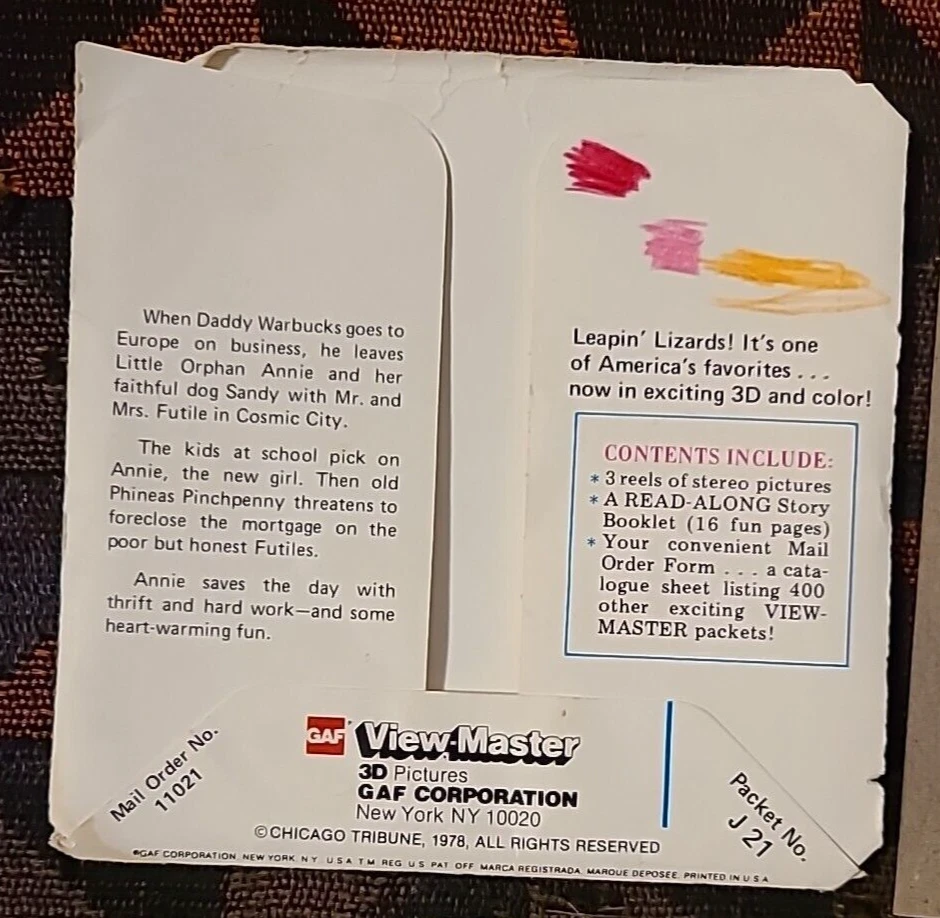 When Daddy Warbucks goes to
Europe on business, he leaves
Little Orphan Annie and her
faithful dog Sandy with Mr. and
Mrs. Futile in Cosmic City.
The kids at school pick on
Annie, the new girl. Then old
Phineas Pinchpenny threatens to
foreclose the mortgage on the
poor but honest Futiles.
Annie saves the day with
thrift and hard work—and some
heart-warming fun.
Leapin' Lizards! It's one
of America's favorites . . .
now in exciting 3D and color!
CONTENTS INCLUDE:
* 3 reels of stereo pictures
* A READ-ALONG Story
Booklet (16 fun pages)
* Your convenient Mail
Order Form . . . a cata-
logue sheet listing 400
other exciting VIEW-
MASTER packets!
Mail Order No.
11021
GAF View-Master
3D Pictures
GAF CORPORATION
New York NY 10020
©CHICAGO TRIBUNE, 1978, ALL RIGHTS RESERVED
®GAF CORPORATION, NEW YORK, N.Y. U S A T M REG U S PAT OFF MARCA REGISTRADA. MARQUE DEPOSEE. PRINTED IN U S A
Packet No.
J 21